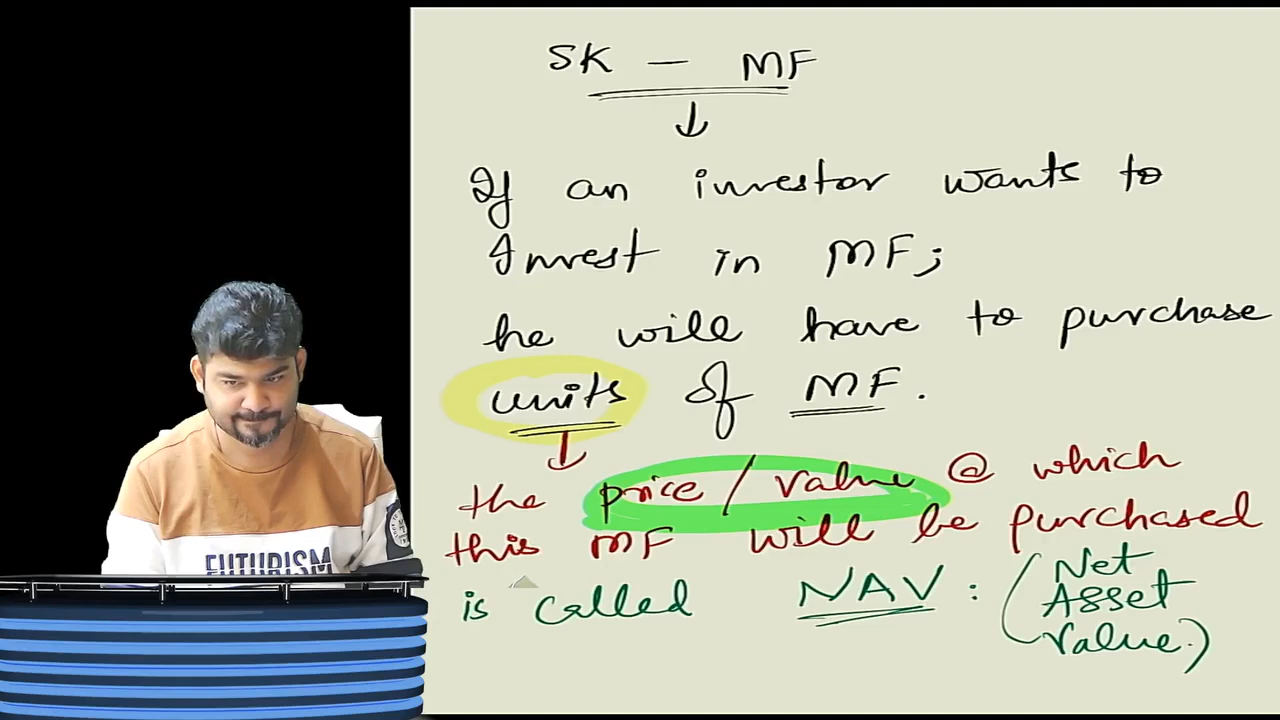 SK - MF
If an investor wants to
Invest in MF;
he will have to purchase
units of MF.
the price / value @ which
this MF will be purchased
is called NAV : (Net
Asset
Value.)
FUTURISM